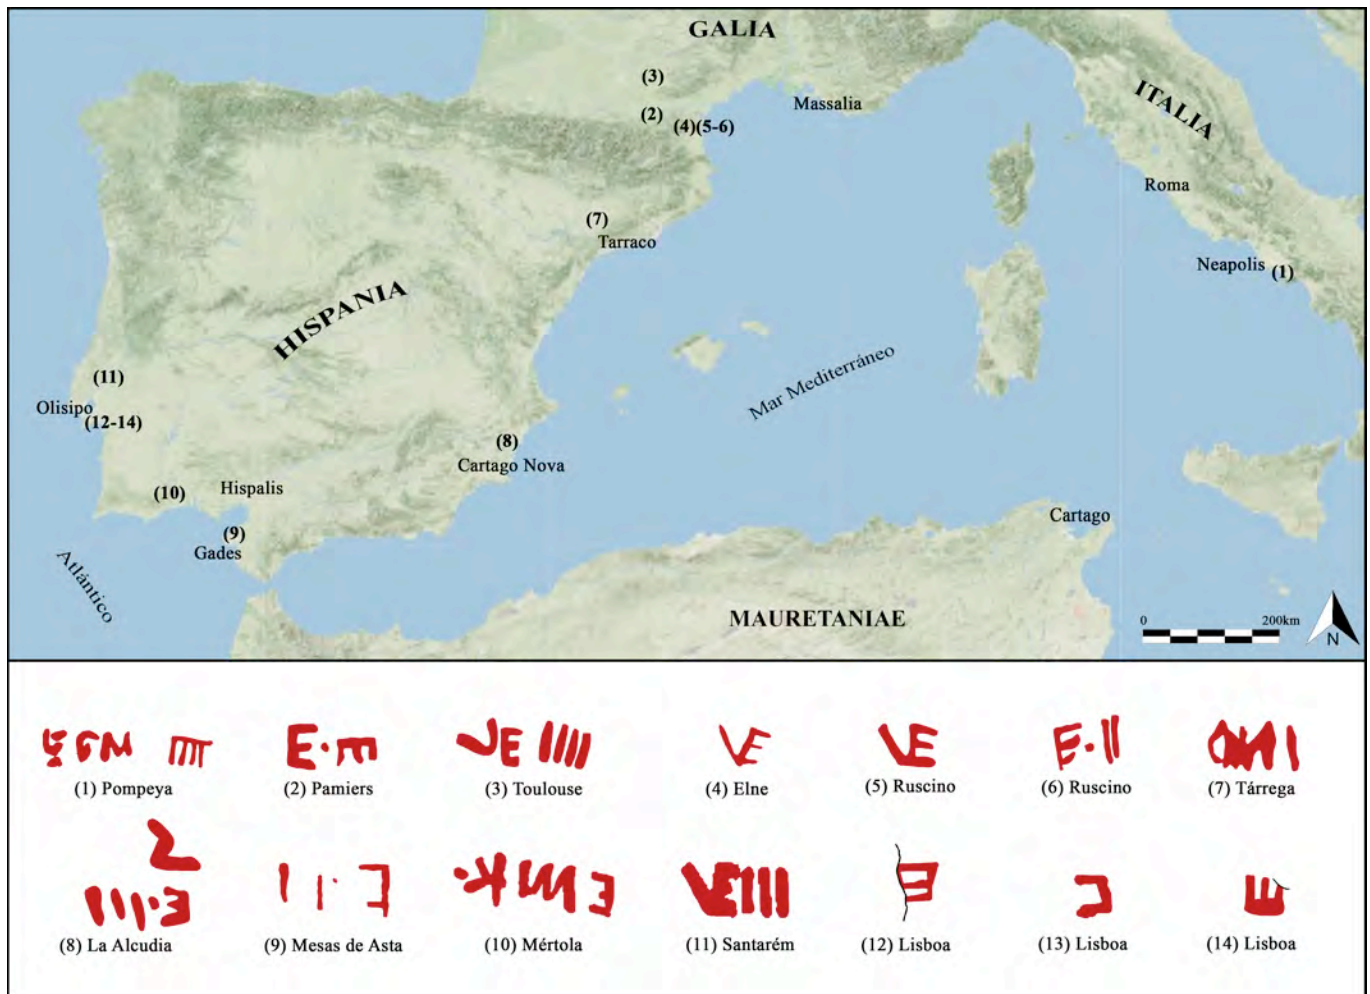 GALIA
(3)
ITALIA
Massalia
(2)
(4)(5-6)
Roma
(7)
Tarraco
Neapolis (1)
HISPANIA
Mar Mediterráneo
(11)
Olisipo
(12-14)
(8)
Cartago Nova
(10)
Hispalis
Cartago
(9)
Gades
Atlántico
MAURETANIAE
0 200km
N
(1) Pompeya (2) Pamiers (3) Toulouse (4) Elne (5) Ruscino (6) Ruscino (7) Tárrega
(8) La Alcudia (9) Mesas de Asta (10) Mértola (11) Santarém (12) Lisboa (13) Lisboa (14) Lisboa